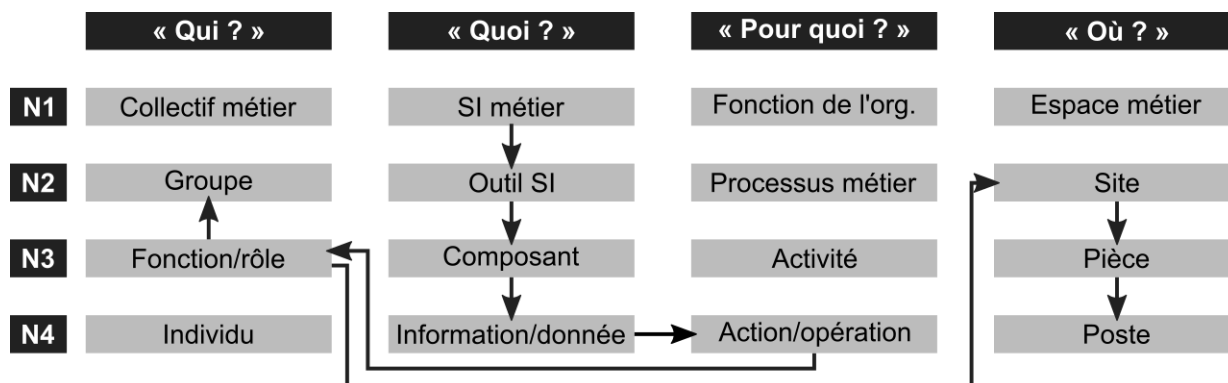 « Qui ? »
« Quoi ? »
« Pour quoi ? »
« Où ? »
N1
Collectif métier
SI métier
Fonction de l'org.
Espace métier
N2
Groupe
Outil SI
Processus métier
Site
N3
Fonction/rôle
Composant
Activité
Pièce
N4
Individu
Information/donnée
Action/opération
Poste